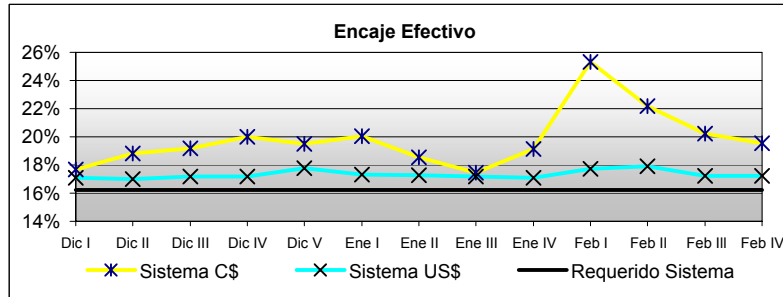 Encaje Efectivo
26%
24%
22%
20%
18%
16%
14%
Dic I Dic II Dic III Dic IV Dic V Ene I Ene II Ene III Ene IV Feb I Feb II Feb III Feb IV
Sistema C$ Sistema US$ Requerido Sistema